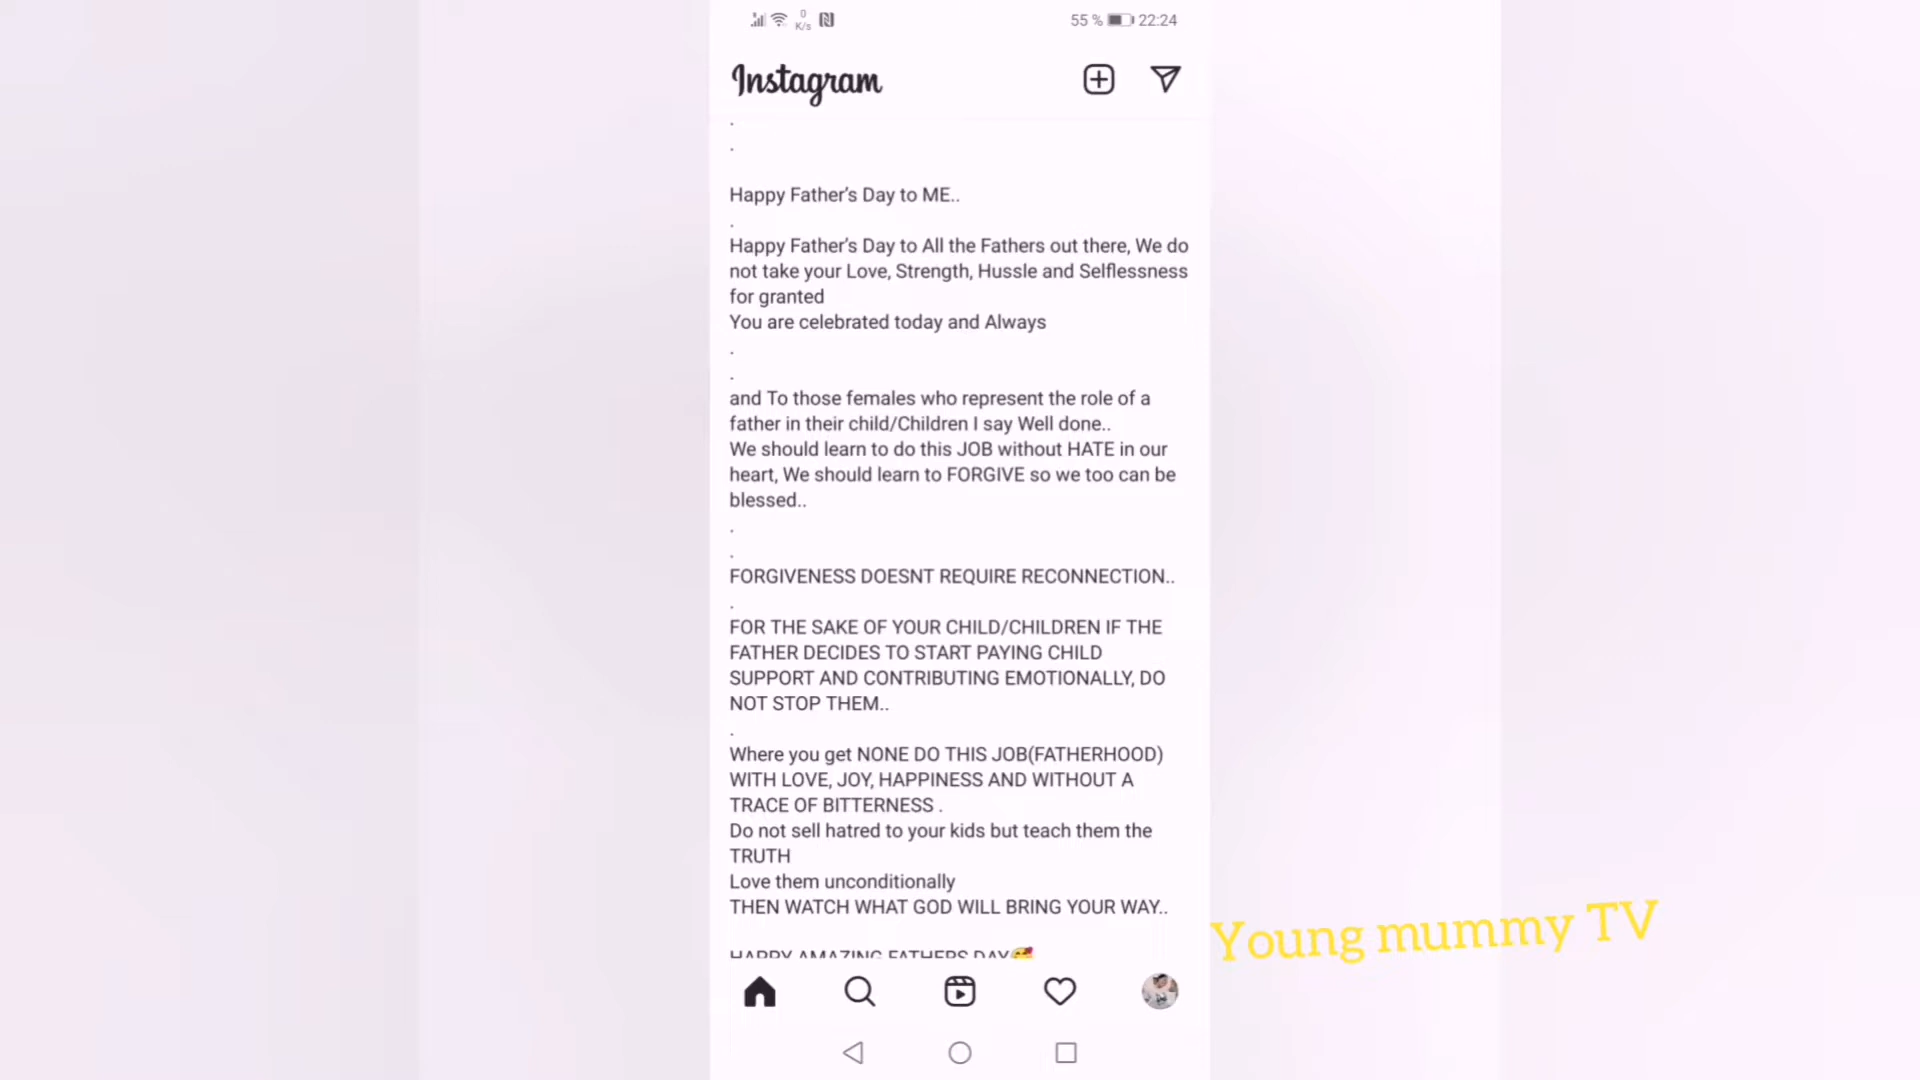 0
K/s
55 %
22:24
Instagram
.
.
Happy Father’s Day to ME..
.
Happy Father’s Day to All the Fathers out there, We do
not take your Love, Strength, Hussle and Selflessness
for granted
You are celebrated today and Always
.
.
and To those females who represent the role of a
father in their child/Children I say Well done..
We should learn to do this JOB without HATE in our
heart, We should learn to FORGIVE so we too can be
blessed..
.
.
FORGIVENESS DOESNT REQUIRE RECONNECTION..
.
FOR THE SAKE OF YOUR CHILD/CHILDREN IF THE
FATHER DECIDES TO START PAYING CHILD
SUPPORT AND CONTRIBUTING EMOTIONALLY, DO
NOT STOP THEM..
.
Where you get NONE DO THIS JOB(FATHERHOOD)
WITH LOVE, JOY, HAPPINESS AND WITHOUT A
TRACE OF BITTERNESS .
Do not sell hatred to your kids but teach them the
TRUTH
Love them unconditionally
THEN WATCH WHAT GOD WILL BRING YOUR WAY..
HAPPY AMAZING FATHERS DAY🥰
Young mummy TV